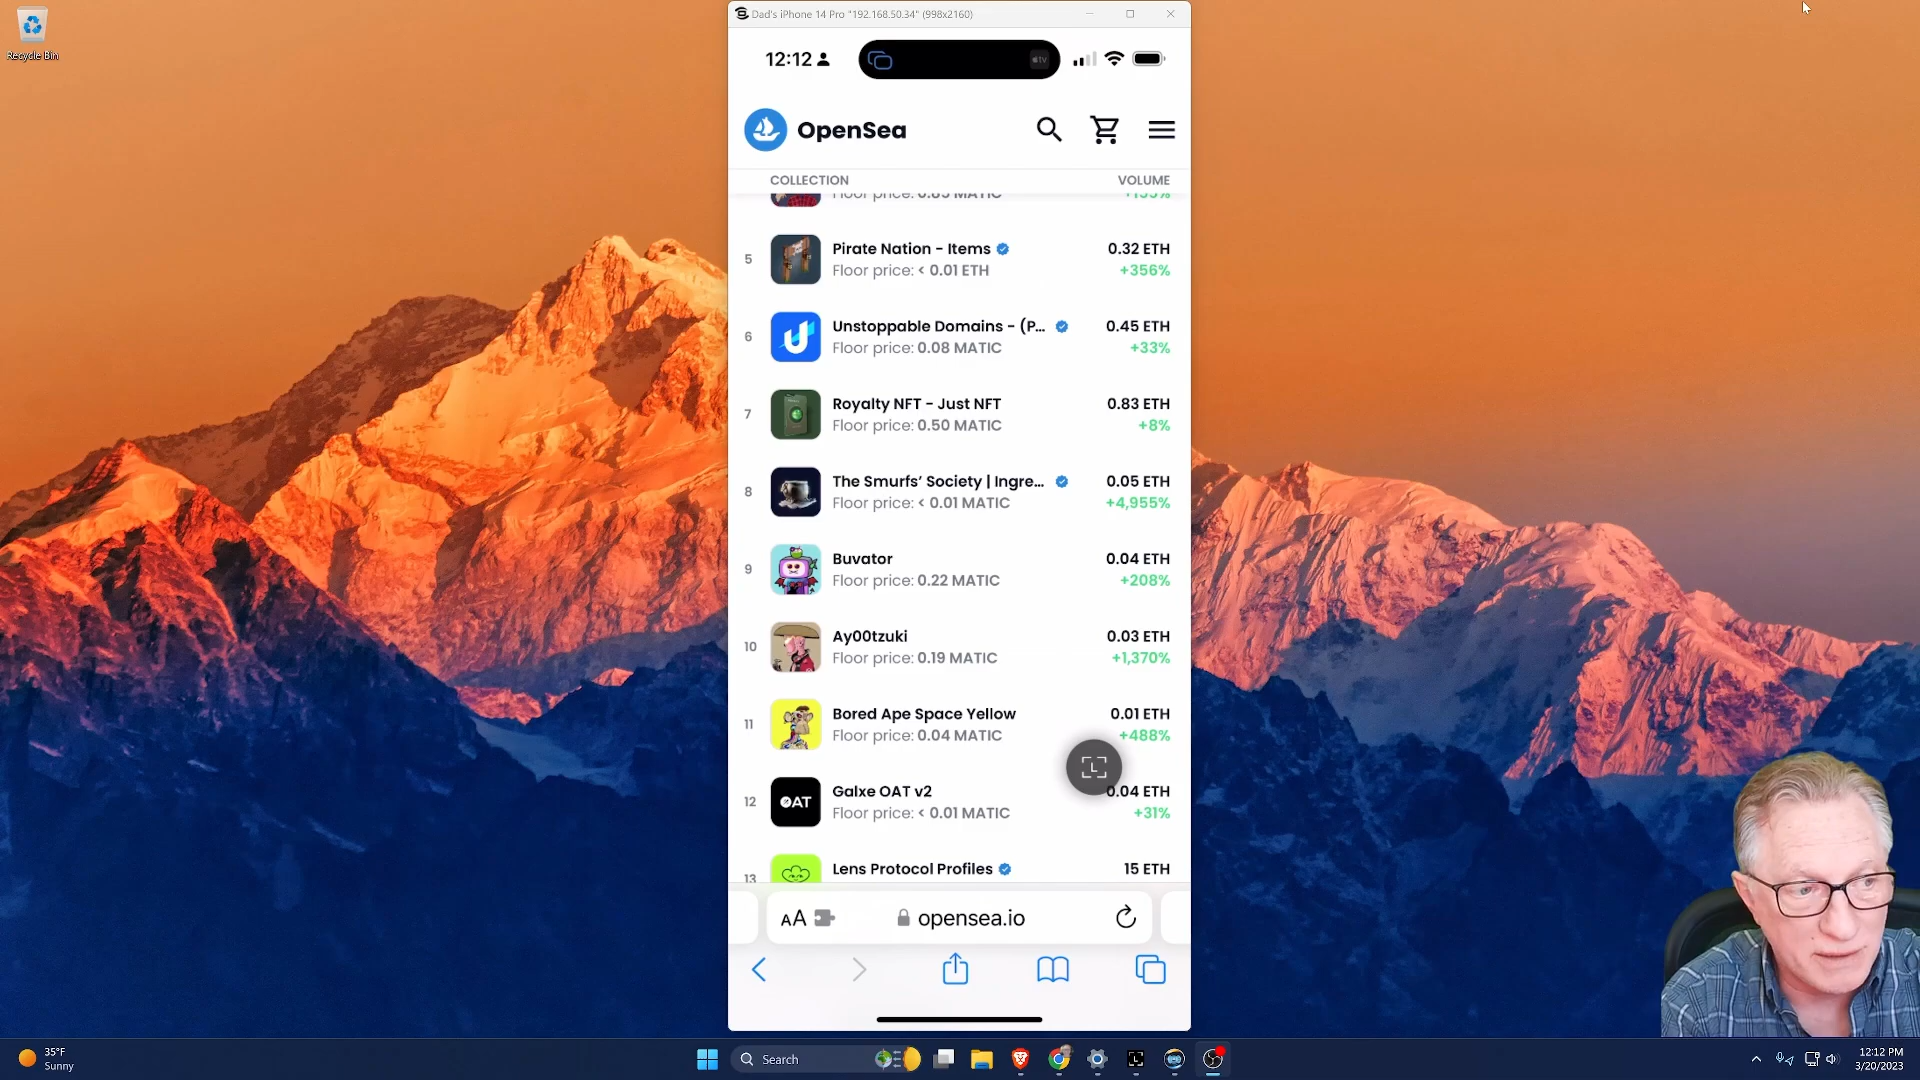 Recycle Bin
Dad's iPhone 14 Pro "192.168.50.34" (998x2160)
12:12
tv
OpenSea
COLLECTION VOLUME
Floor price: 0.85 MATIC +155%
5 Pirate Nation - Items 0.32 ETH
Floor price: < 0.01 ETH +356%
6 Unstoppable Domains - (P... 0.45 ETH
Floor price: 0.08 MATIC +33%
7 Royalty NFT - Just NFT 0.83 ETH
Floor price: 0.50 MATIC +8%
8 The Smurfs' Society | Ingre... 0.05 ETH
Floor price: < 0.01 MATIC +4,955%
9 Buvator 0.04 ETH
Floor price: 0.22 MATIC +208%
10 Ay00tzuki 0.03 ETH
Floor price: 0.19 MATIC +1,370%
11 Bored Ape Space Yellow 0.01 ETH
Floor price: 0.04 MATIC +488%
12 OAT Galxe OAT v2 0.04 ETH
Floor price: < 0.01 MATIC +31%
13 Lens Protocol Profiles 15 ETH
AA opensea.io
35°F
Sunny
Search
12:12 PM
3/20/2023